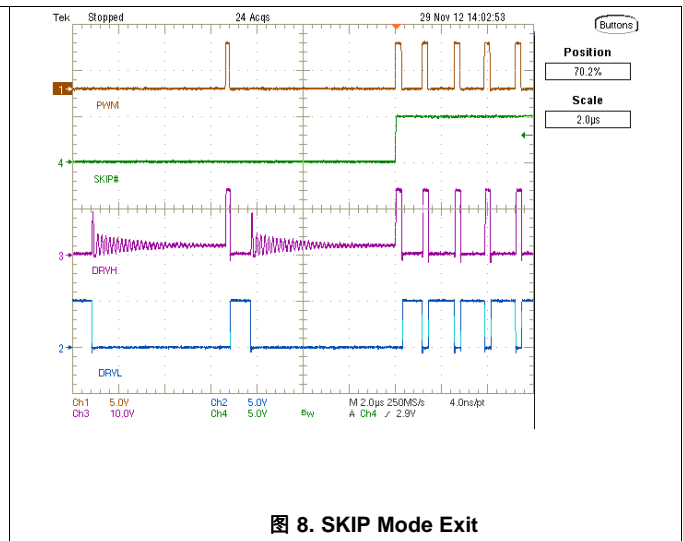 Tek Stopped 24 Acqs 29 Nov 12 14:02:53
Buttons
Position
70.2%
Scale
2.0µs
1
PWM
4
SKIP#
3
DRVH
2
DRVL
Ch1 5.0V Ch2 5.0V M 2.0µs 250MS/s 4.0ns/pt
Ch3 10.0V Ch4 5.0V BW A Ch4 / 2.9V
图 8. SKIP Mode Exit